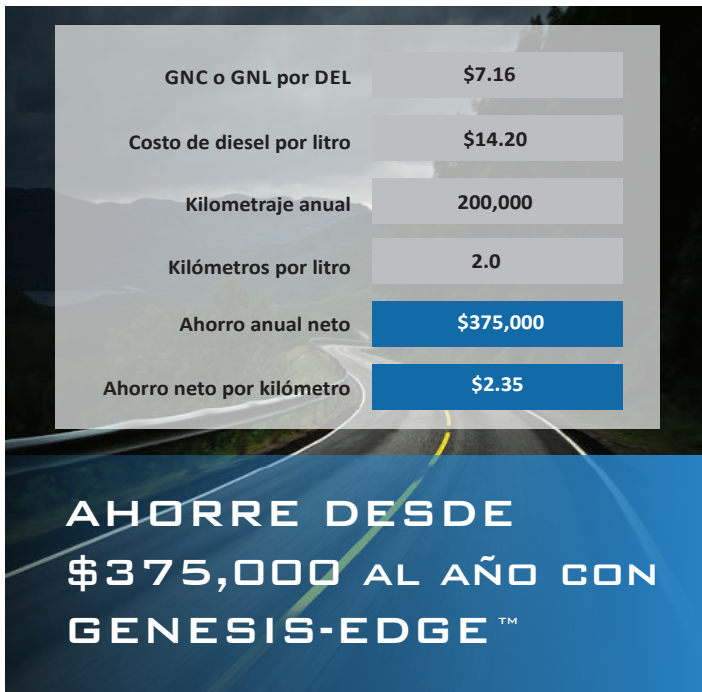 GNC o GNL por DEL $7.16
Costo de diesel por litro $14.20
Kilometraje anual 200,000
Kilómetros por litro 2.0
Ahorro anual neto $375,000
Ahorro neto por kilómetro $2.35
AHORRE DESDE
$375,000 AL AÑO CON
GENESIS-EDGE™